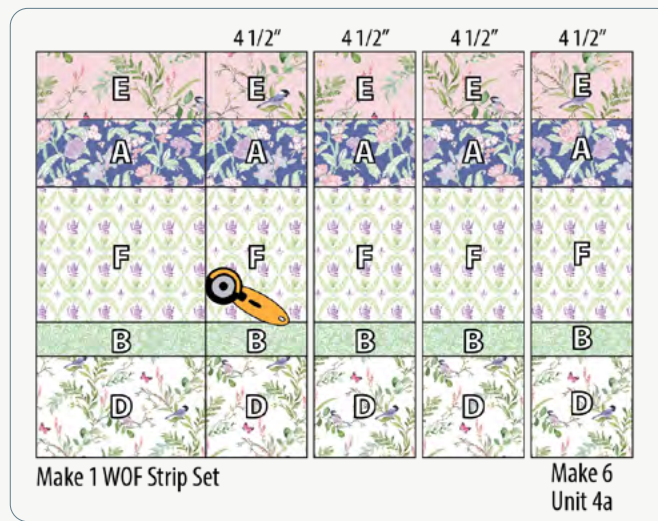 4 1/2" 4 1/2" 4 1/2" 4 1/2"
E E E E E
A A A A A
F F F F F
B B B B B
D D D D D
Make 1 WOF Strip Set
Make 6
Unit 4a